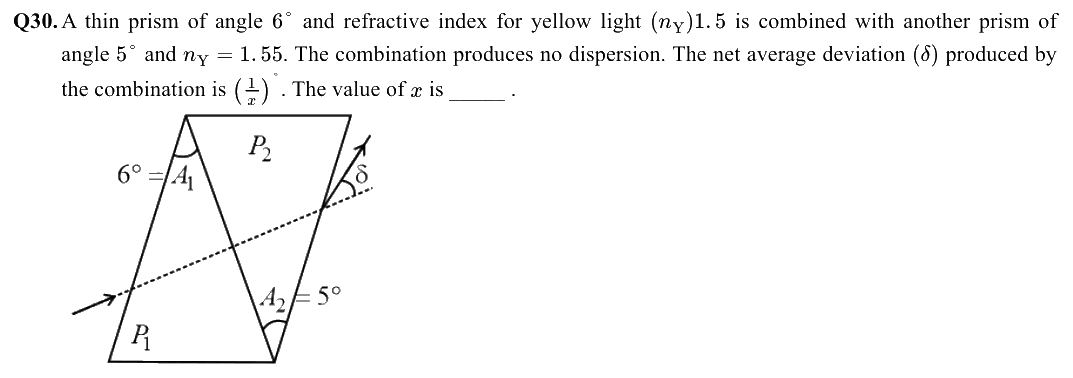 Q30. A thin prism of angle 6° and refractive index for yellow light (n_Y)1.5 is combined with another prism of
angle 5° and n_Y = 1.55. The combination produces no dispersion. The net average deviation (δ) produced by
the combination is (1/x)°. The value of x is _____ .
P₂
6° = A₁
δ
A₂ = 5°
P₁